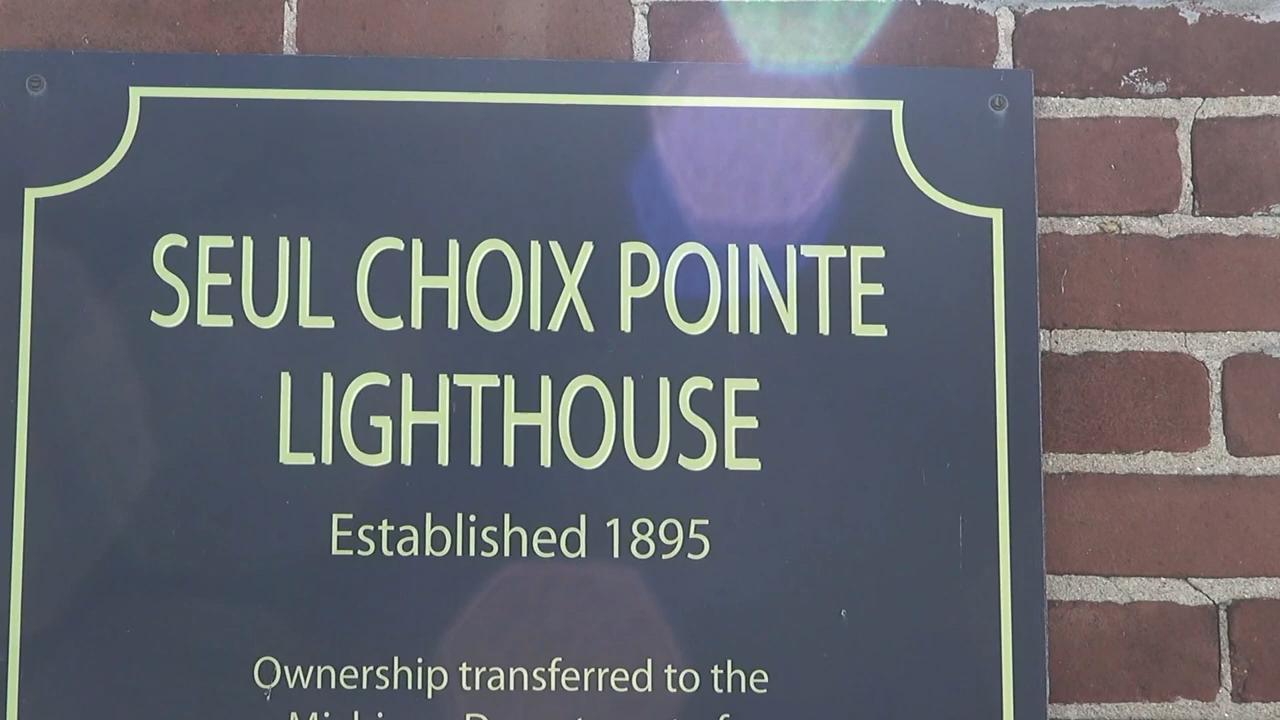 SEUL CHOIX POINTE
LIGHTHOUSE
Established 1895
Ownership transferred to the